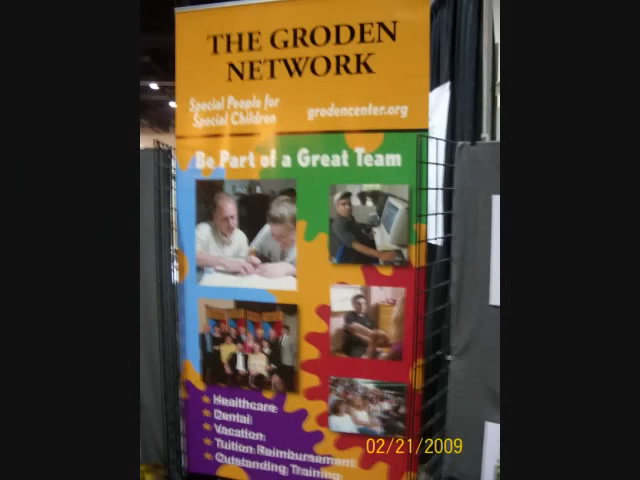 THE GRODEN
NETWORK
Special People for
Special Children
grodencenter.org
Be Part of a Great Team
Healthcare
Dental
Vacation
Tuition Reimbursement
Outstanding Training
02/21/2009